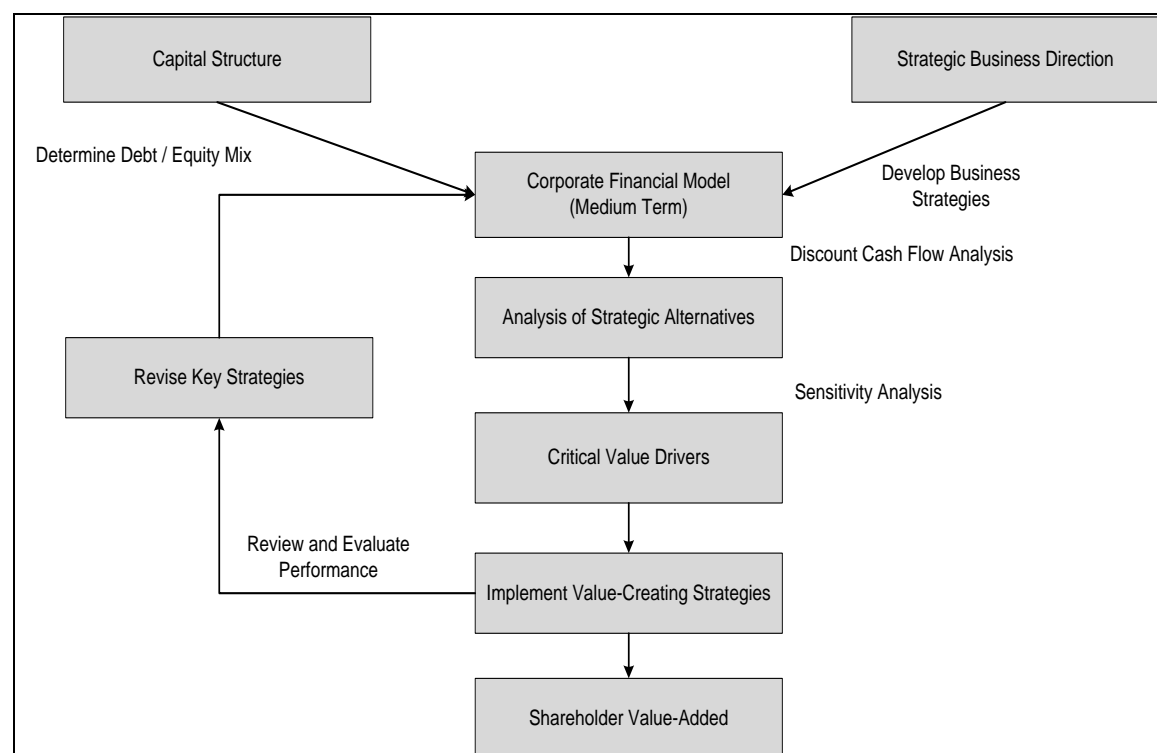 Capital Structure
Strategic Business Direction
Determine Debt / Equity Mix
Corporate Financial Model
(Medium Term)
Develop Business
Strategies
Discount Cash Flow Analysis
Analysis of Strategic Alternatives
Revise Key Strategies
Sensitivity Analysis
Critical Value Drivers
Review and Evaluate
Performance
Implement Value-Creating Strategies
Shareholder Value-Added